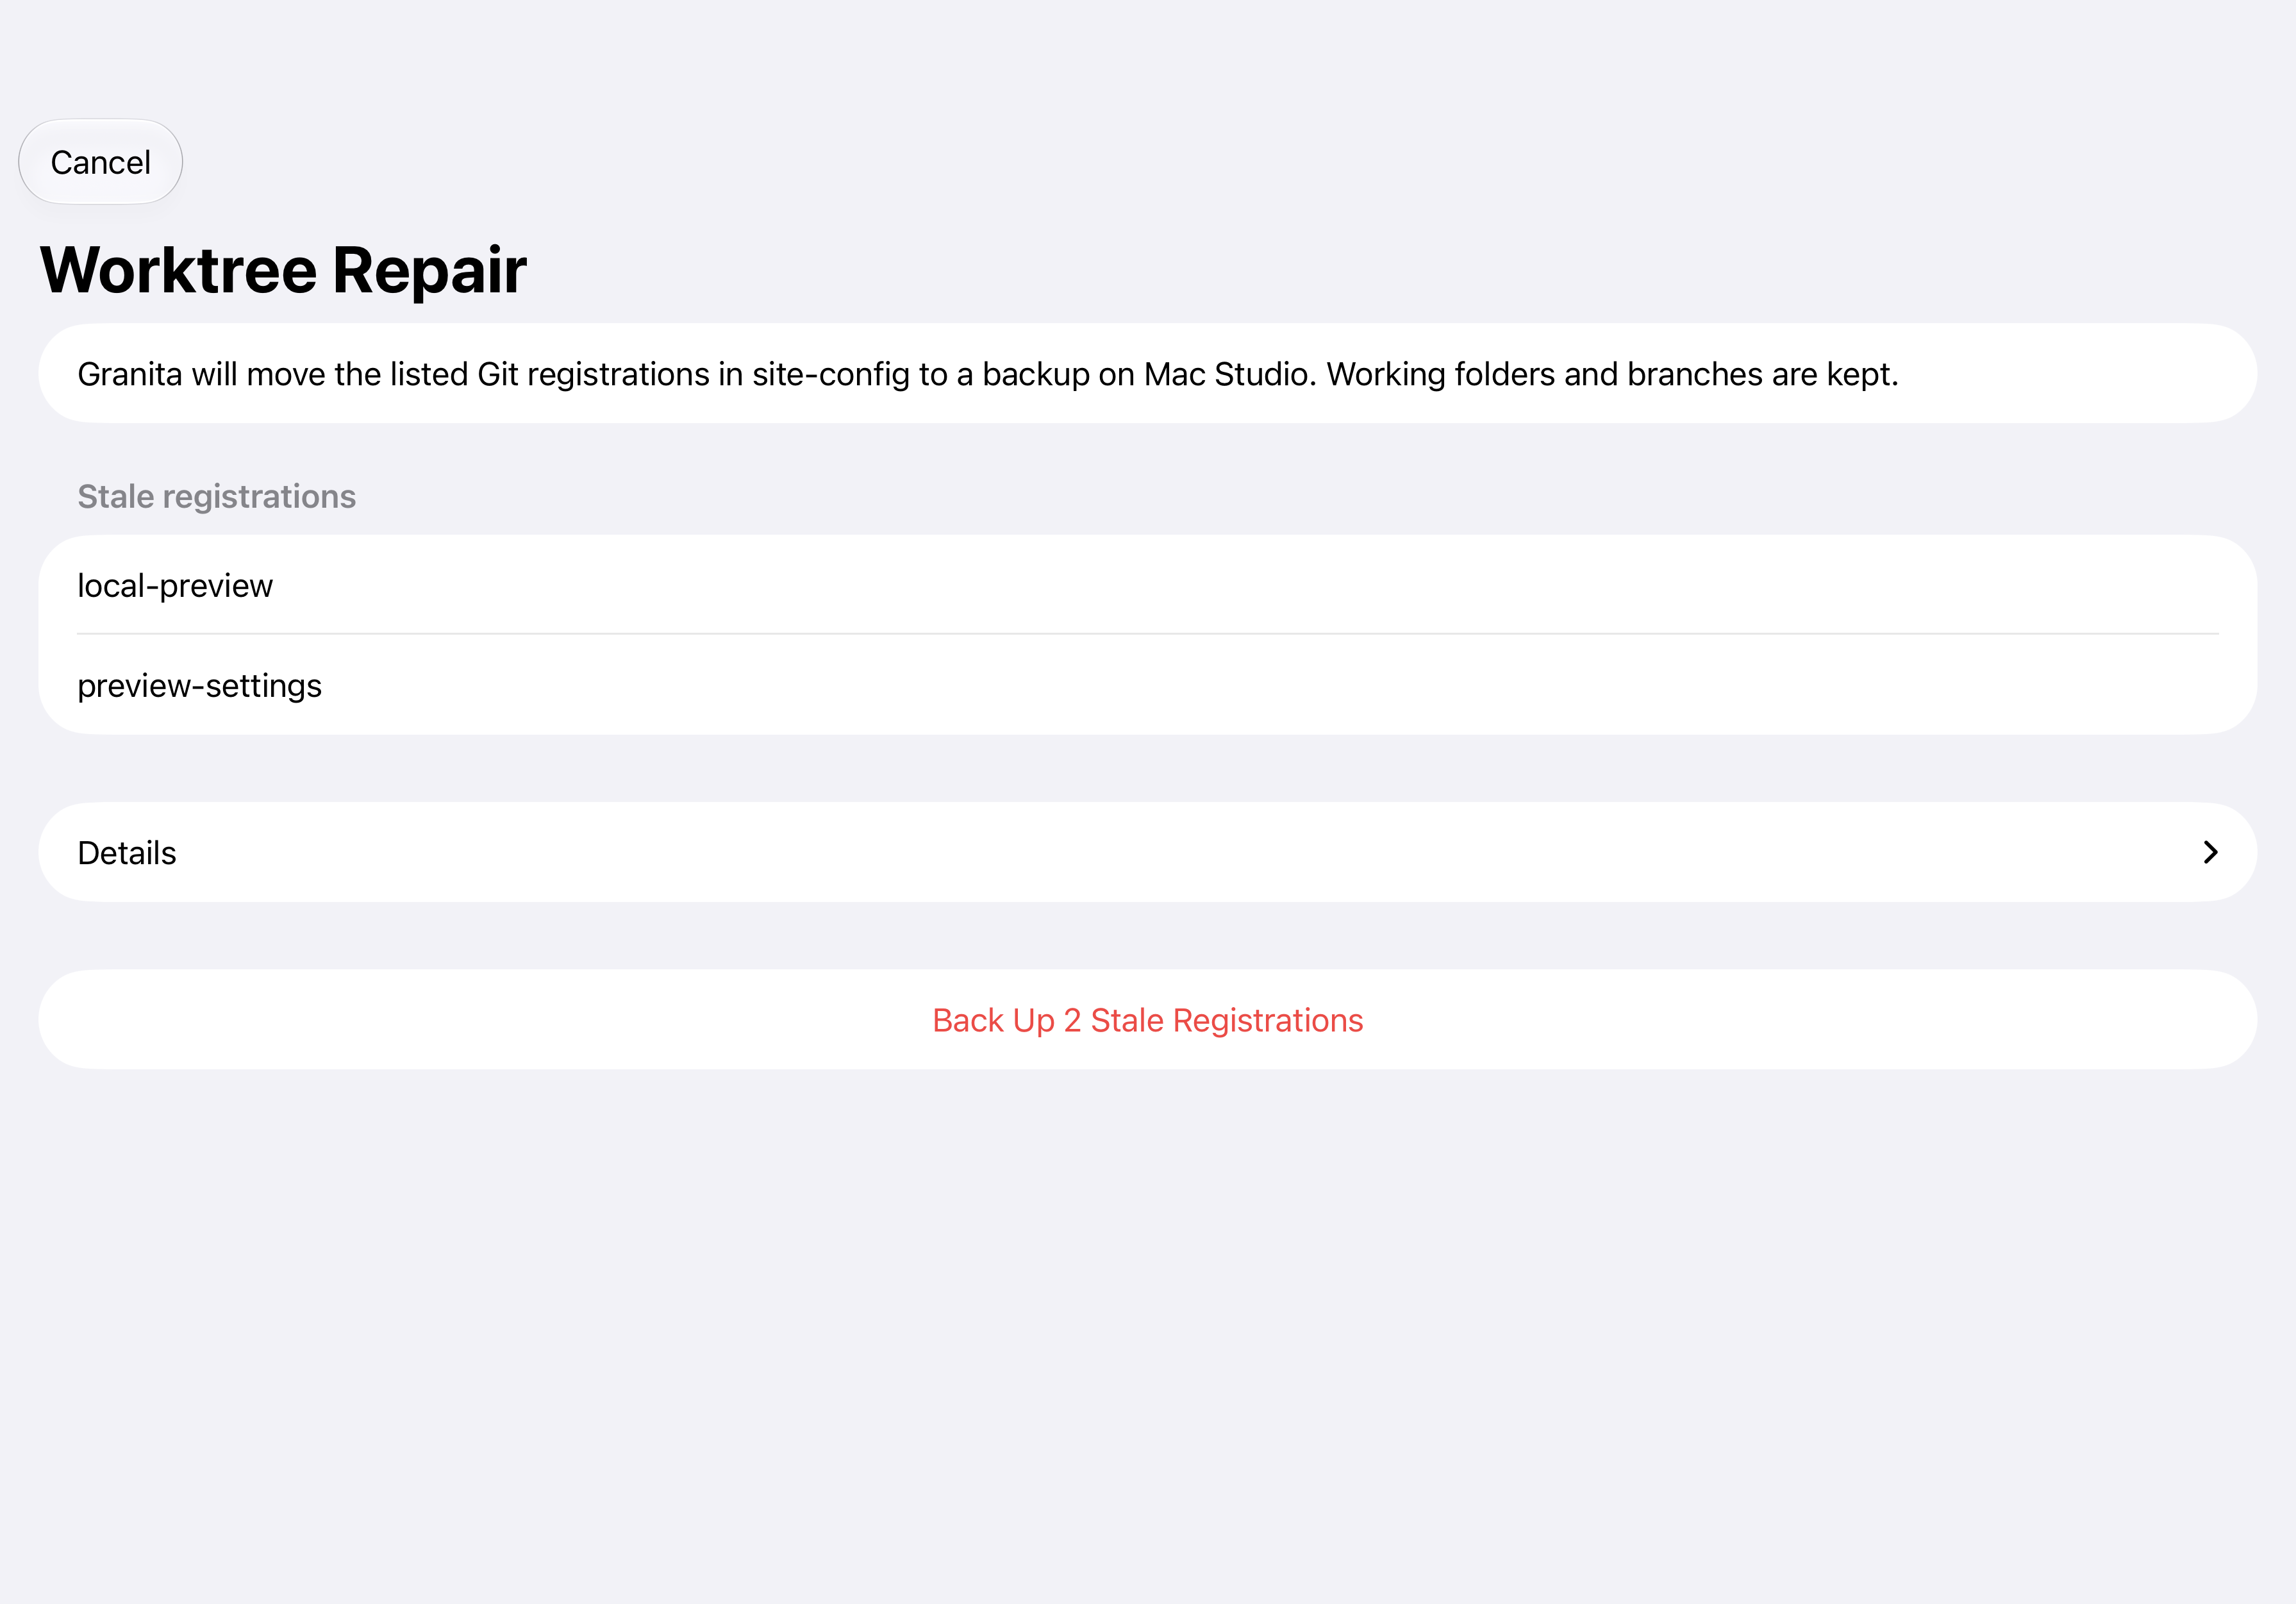 Cancel
Worktree Repair
Granita will move the listed Git registrations in site-config to a backup on Mac Studio. Working folders and branches are kept.
Stale registrations
local-preview
preview-settings
Details
Back Up 2 Stale Registrations